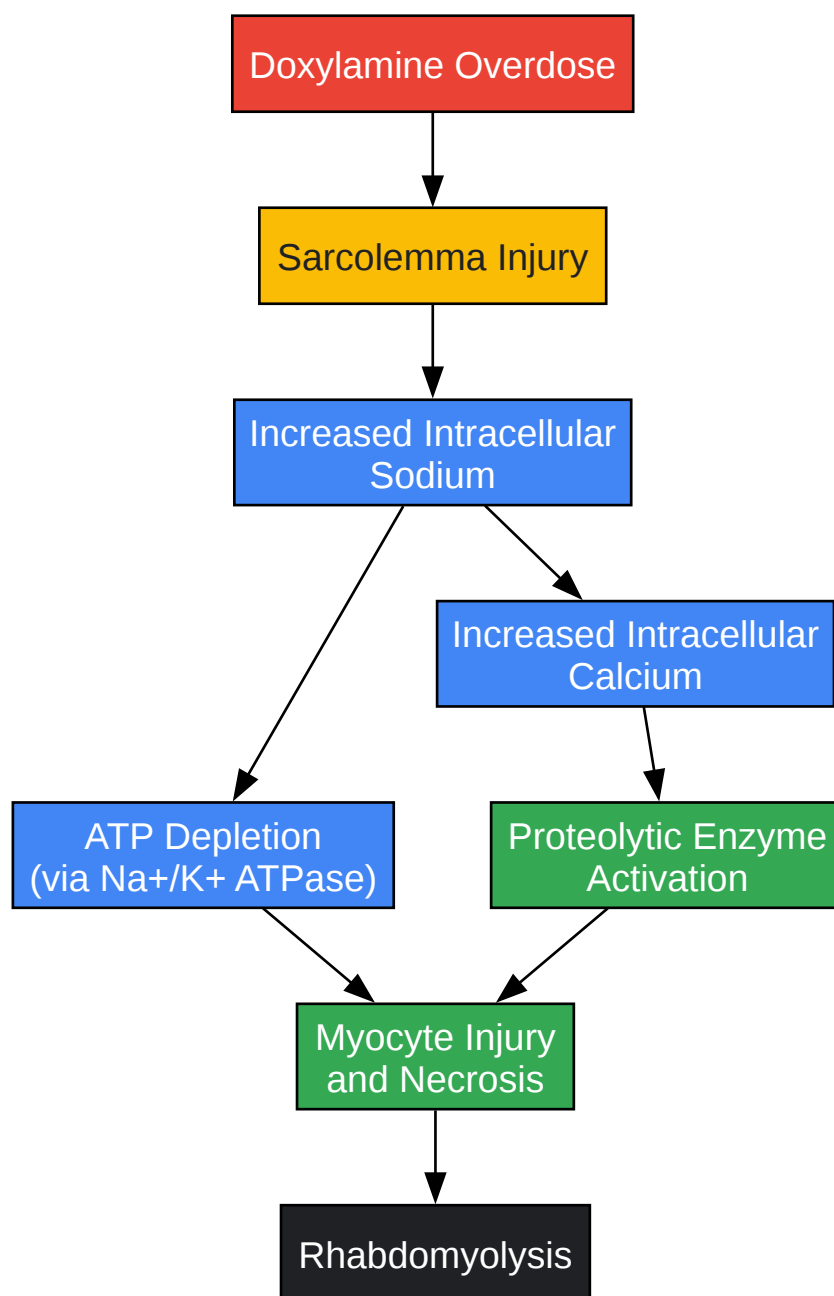 Doxylamine Overdose
Sarcolemma Injury
Increased Intracellular
Sodium
Increased Intracellular
Calcium
ATP Depletion
(via Na+/K+ ATPase)
Proteolytic Enzyme
Activation
Myocyte Injury
and Necrosis
Rhabdomyolysis